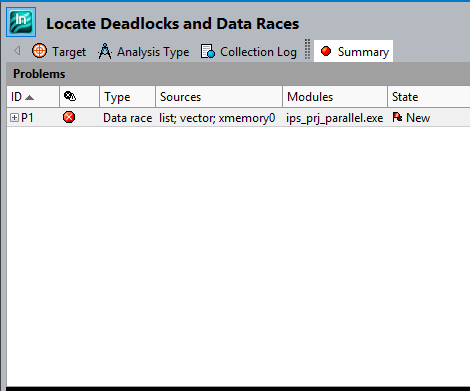 In
Locate Deadlocks and Data Races
Target Analysis Type Collection Log Summary
Problems
ID Type Sources Modules State
P1 Data race list; vector; xmemory0 ips_prj_parallel.exe New